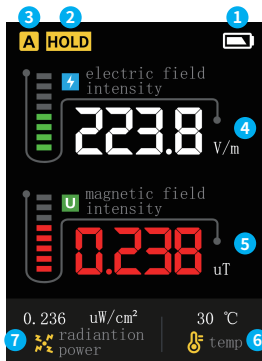 3 2 1
A HOLD
electric field
intensity
223.8 4
V/m
U magnetic field
intensity
0.238 5
uT
0.236 uW/cm² 30 ℃
7 radiantion temp 6
power